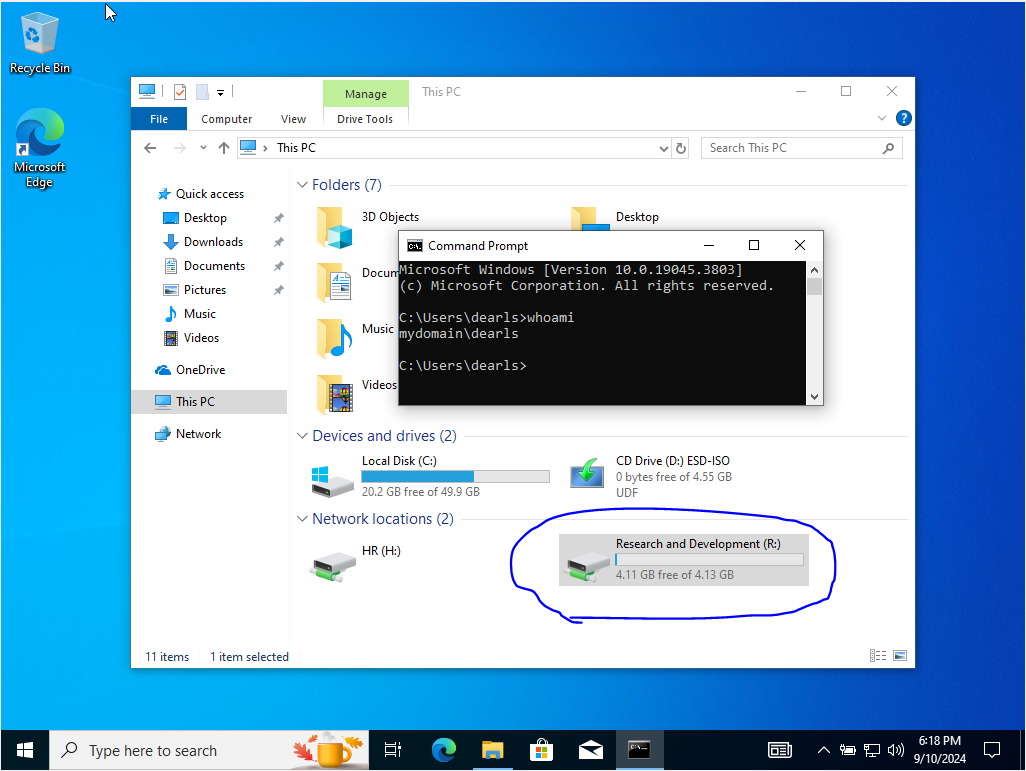 Recycle Bin
Microsoft Edge
Manage
This PC
File
Computer
View
Drive Tools
This PC
Search This PC
Quick access
Desktop
Downloads
Documents
Pictures
Music
Videos
OneDrive
This PC
Network
Folders (7)
3D Objects
Desktop
Docum
Music
Videos
Command Prompt
Microsoft Windows [Version 10.0.19045.3803]
(c) Microsoft Corporation. All rights reserved.
C:\Users\dearls>whoami
mydomain\dearls
C:\Users\dearls>
Devices and drives (2)
Local Disk (C:)
20.2 GB free of 49.9 GB
CD Drive (D:) ESD-ISO
0 bytes free of 4.55 GB
UDF
Network locations (2)
HR (H:)
Research and Development (R:)
4.11 GB free of 4.13 GB
11 items
1 item selected
Type here to search
6:18 PM
9/10/2024